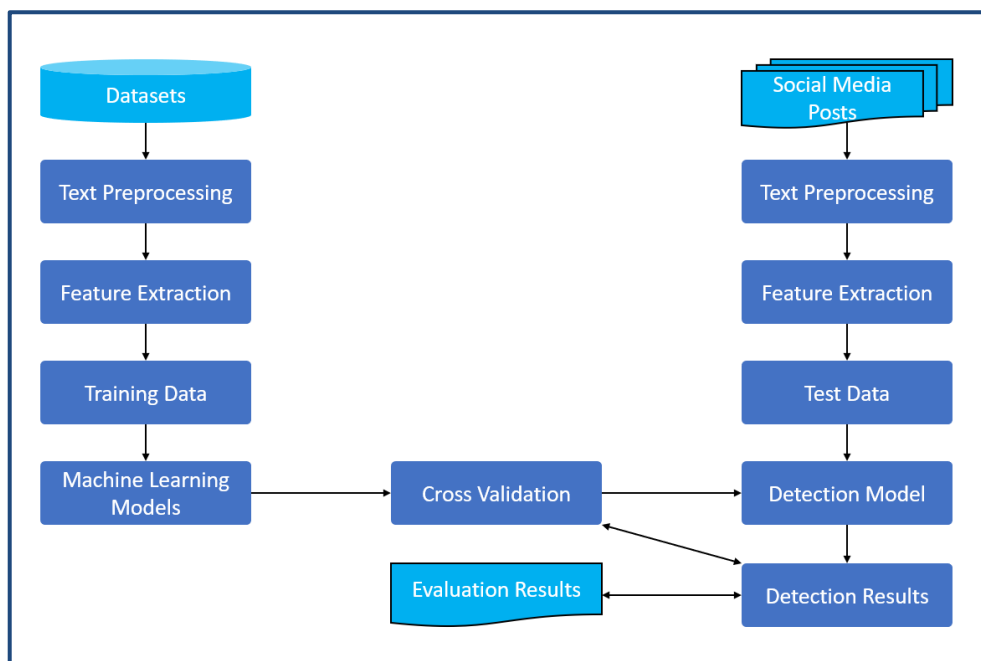 Datasets
Text Preprocessing
Feature Extraction
Training Data
Machine Learning
Models
Cross Validation
Evaluation Results
Social Media
Posts
Text Preprocessing
Feature Extraction
Test Data
Detection Model
Detection Results